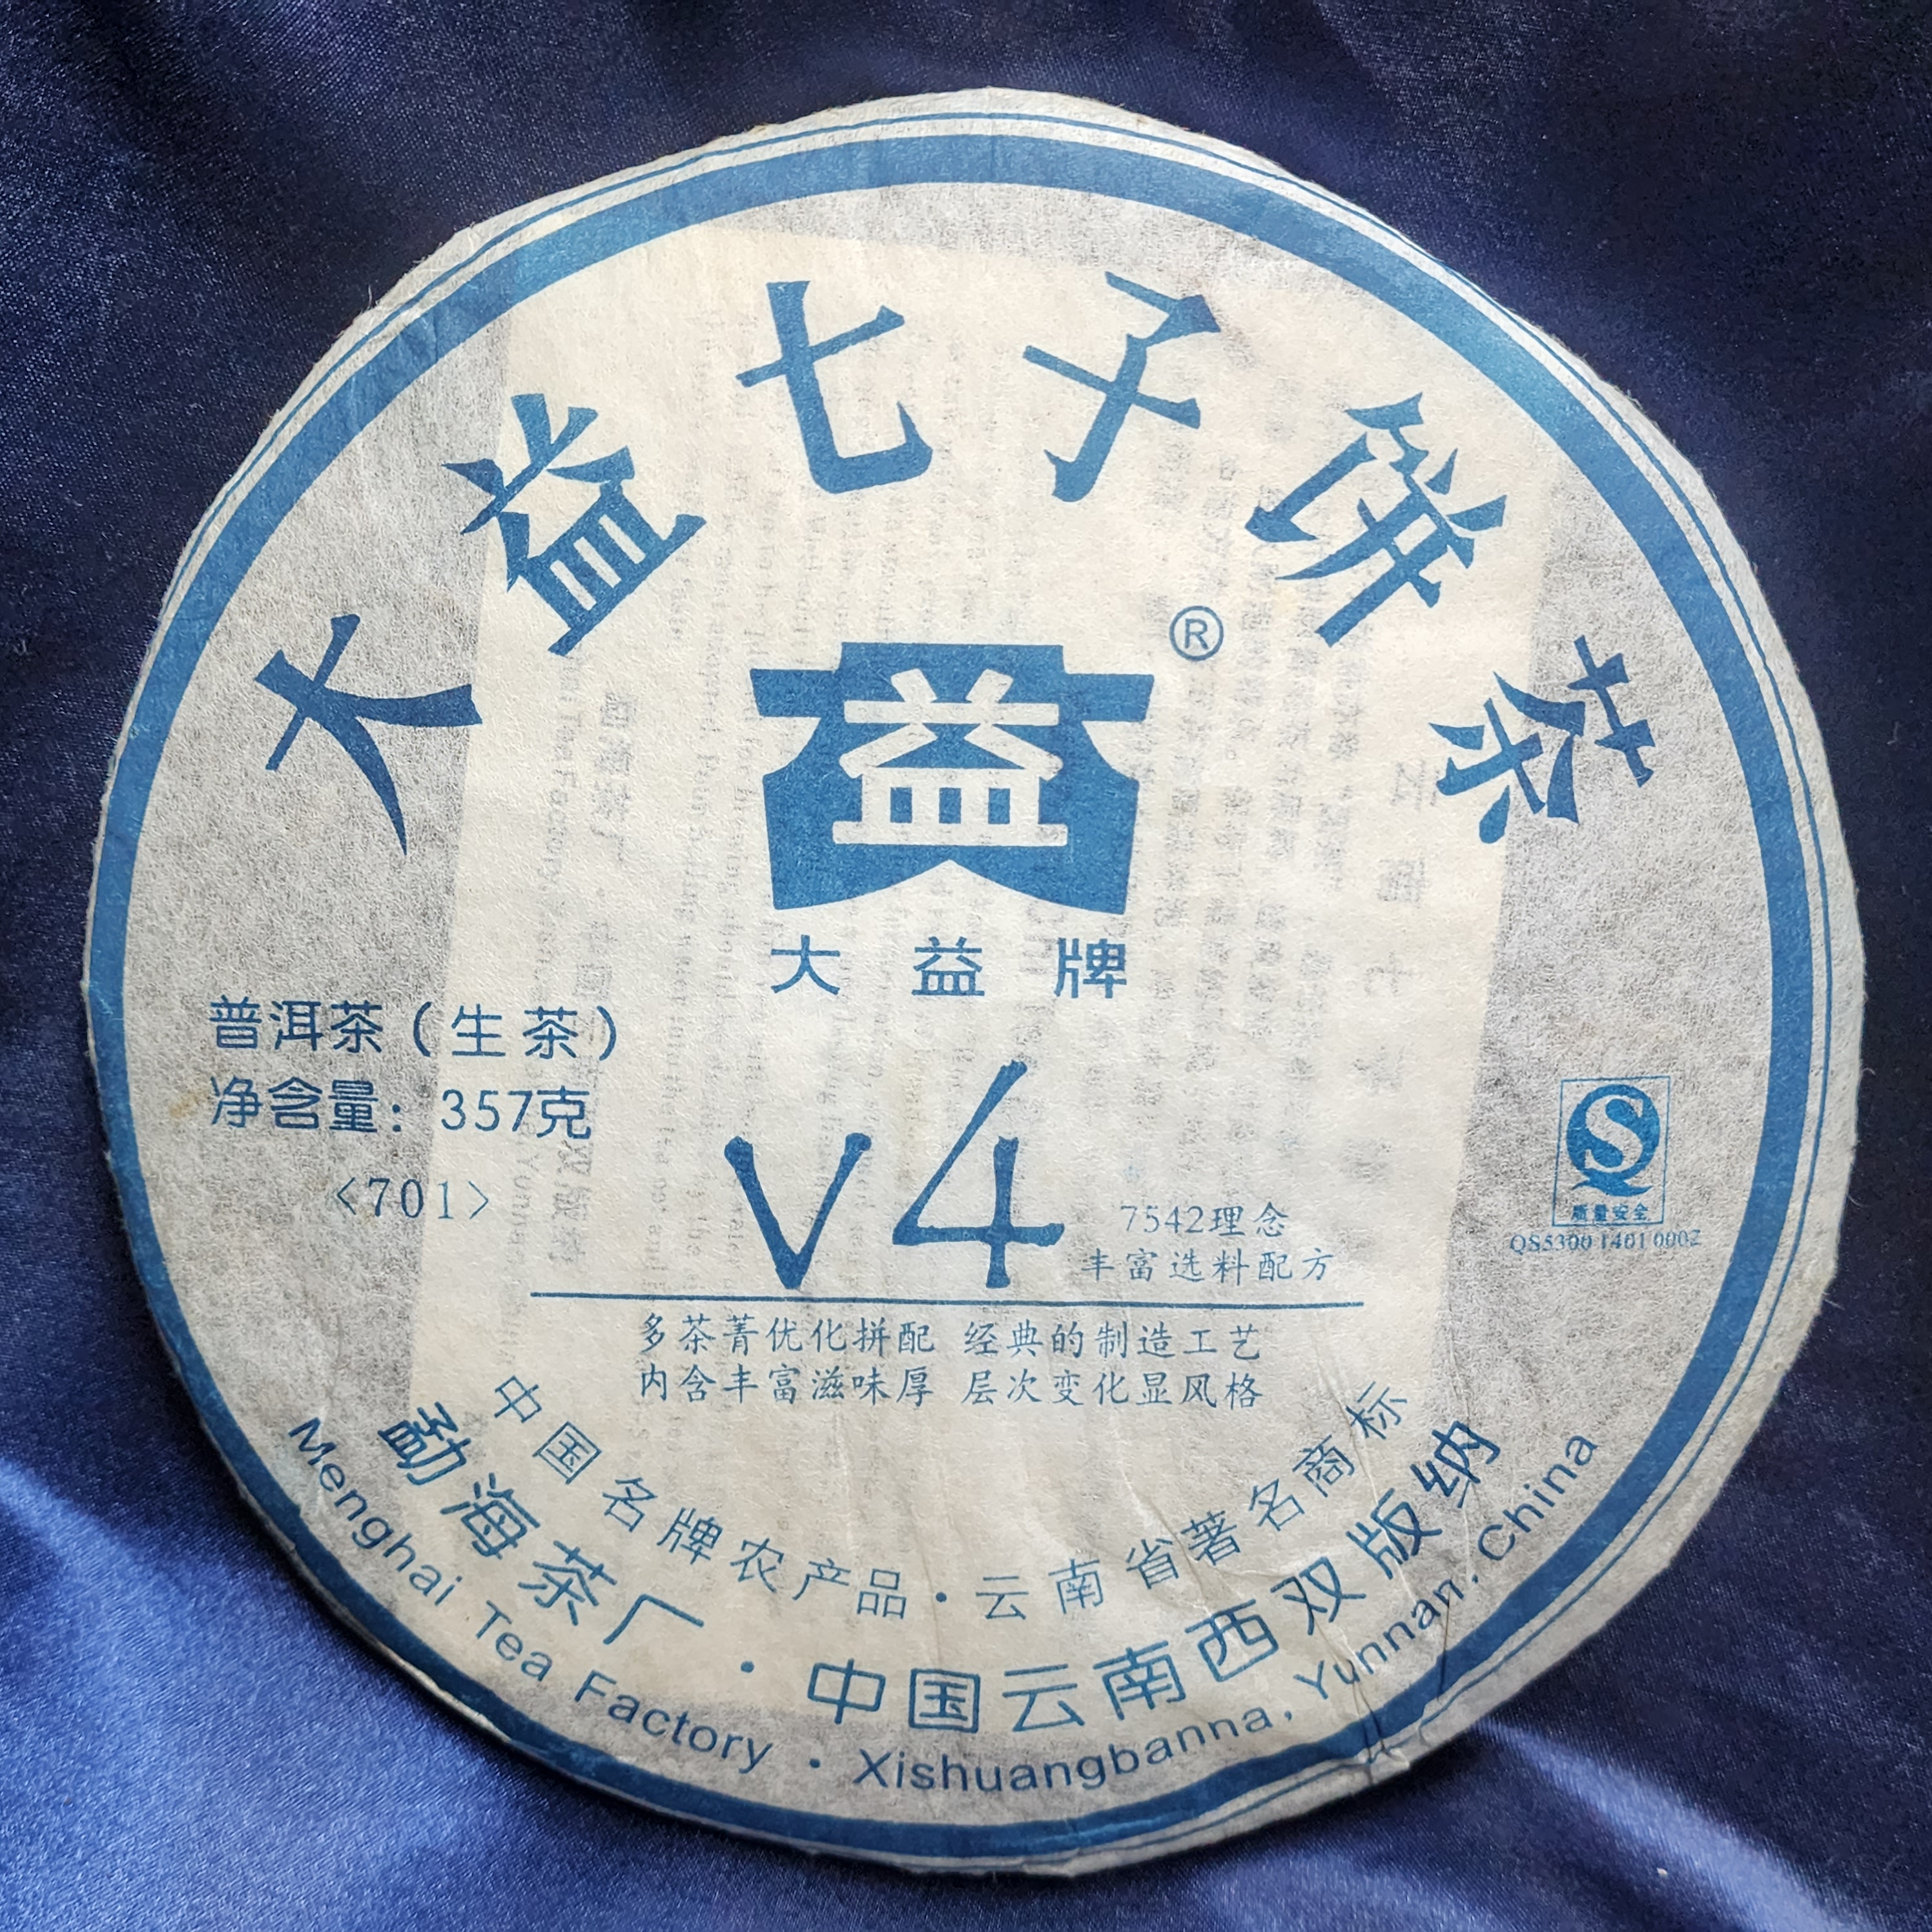 大益七子饼茶
益
®
大益牌
普洱茶（生茶）
净含量：357克
<701>
V4
7542理念
丰富选料配方
质量安全
QS5300 1401 0002
多茶菁优化拼配 经典的制造工艺
内含丰富滋味厚 层次变化显风格
中国名牌农产品·云南省著名商标
勐海茶厂·中国云南西双版纳
Menghai Tea Factory · Xishuangbanna, Yunnan, China